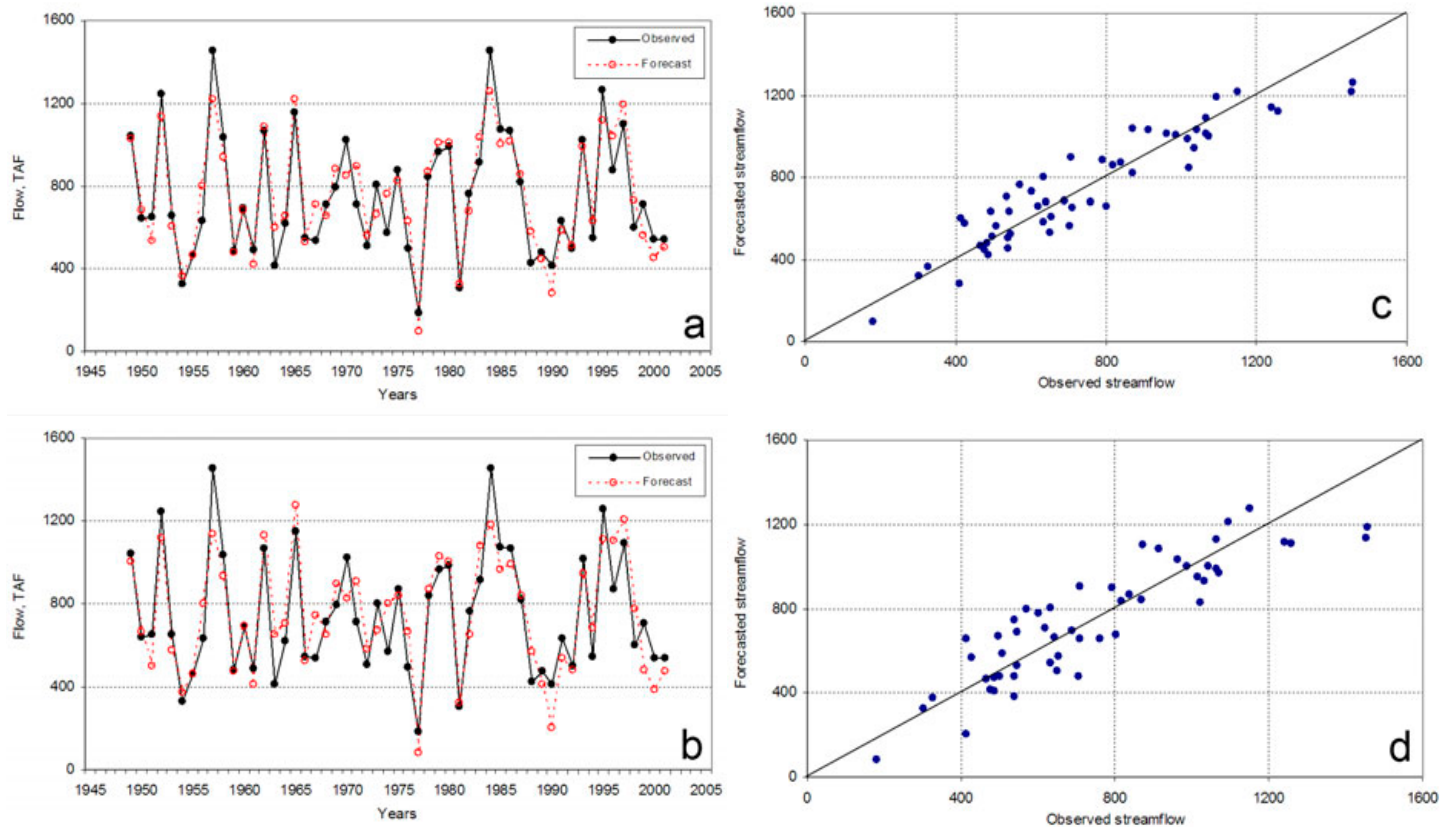 1600
1200
800
400
0
Flow, TAF
Observed
Forecast
a
1945 1950 1955 1960 1965 1970 1975 1980 1985 1990 1995 2000 2005
Years
1600
1200
800
400
0
Forecasted streamflow
c
0 400 800 1200 1600
Observed streamflow
1600
1200
800
400
0
Flow, TAF
Observed
Forecast
b
1945 1950 1955 1960 1965 1970 1975 1980 1985 1990 1995 2000 2005
Years
1600
1200
800
400
0
Forecasted streamflow
d
0 400 800 1200 1600
Observed streamflow